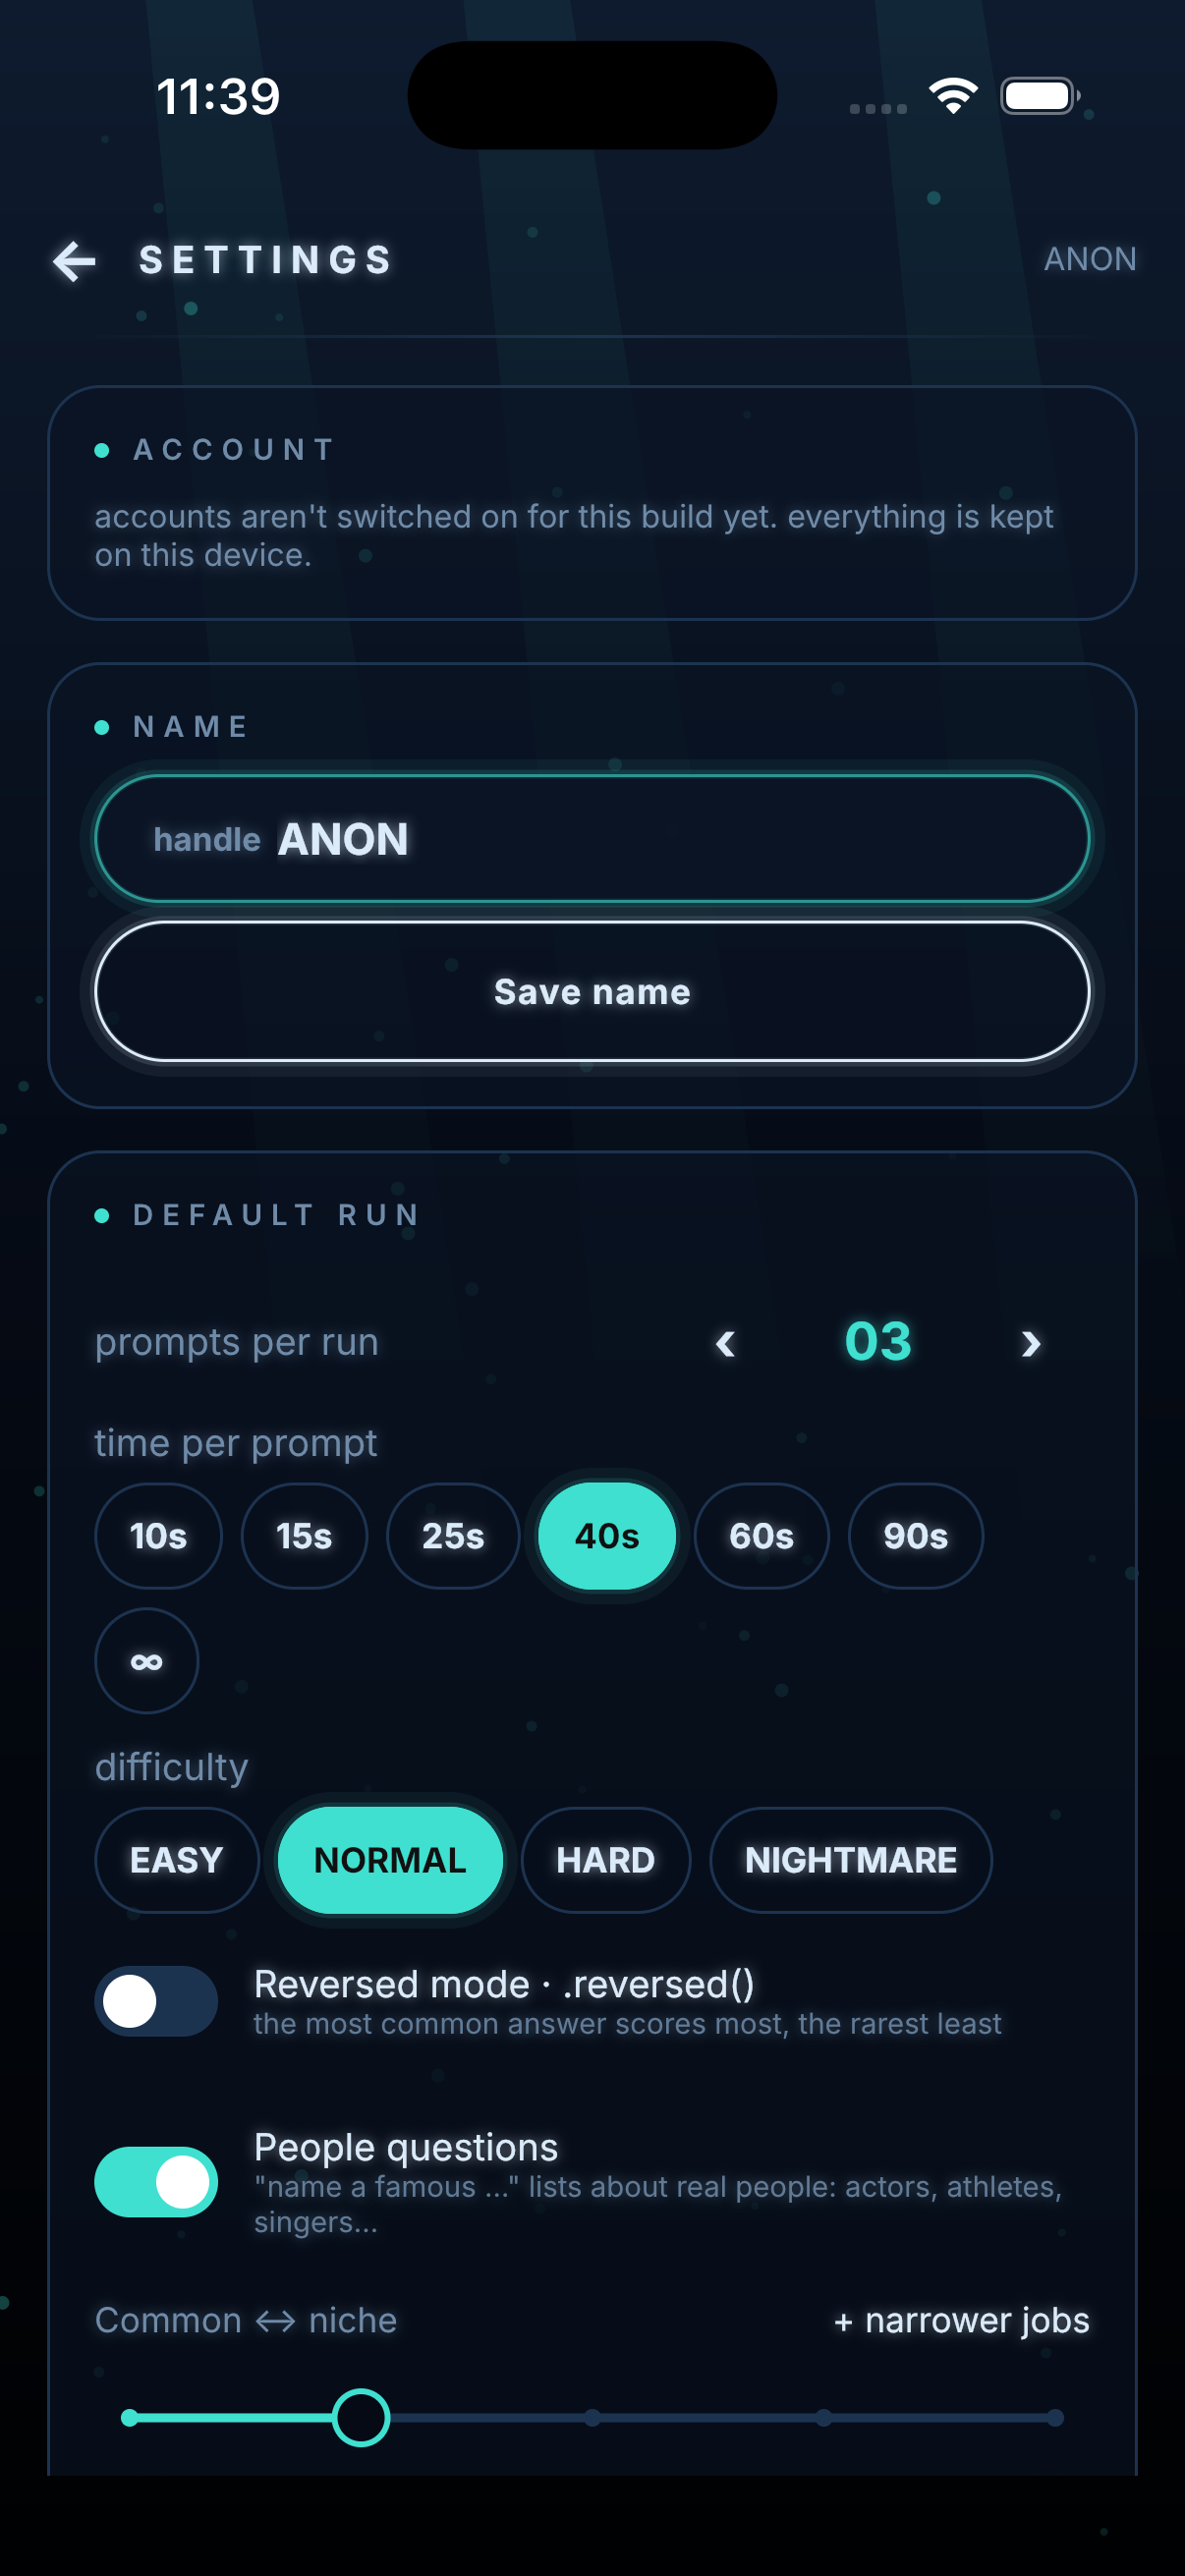 11:39
SETTINGS
ANON
ACCOUNT
accounts aren't switched on for this build yet. everything is kept
on this device.
NAME
handle ANON
Save name
DEFAULT RUN
prompts per run ‹ 03 ›
time per prompt
10s 15s 25s 40s 60s 90s
∞
difficulty
EASY NORMAL HARD NIGHTMARE
Reversed mode · .reversed()
the most common answer scores most, the rarest least
People questions
"name a famous ..." lists about real people: actors, athletes,
singers...
Common ↔ niche + narrower jobs